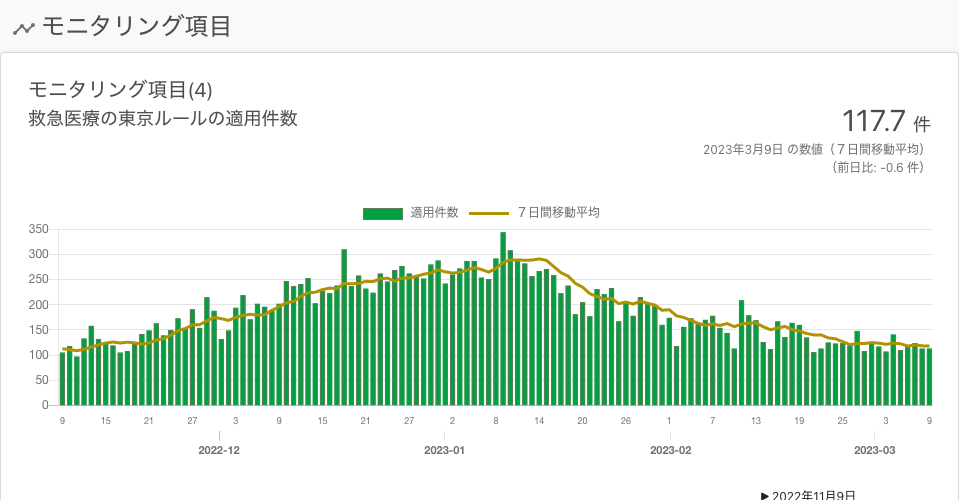 モニタリング項目
モニタリング項目(4)
救急医療の東京ルールの適用件数
117.7 件
2023年3月9日 の数値（７日間移動平均）
（前日比: -0.6 件）
適用件数 ７日間移動平均
350
300
250
200
150
100
50
0
9 15 21 27 3 9 15 21 27 2 8 14 20 26 1 7 13 19 25 3 9
2022-12 2023-01 2023-02 2023-03
▶ 2022年11月9日